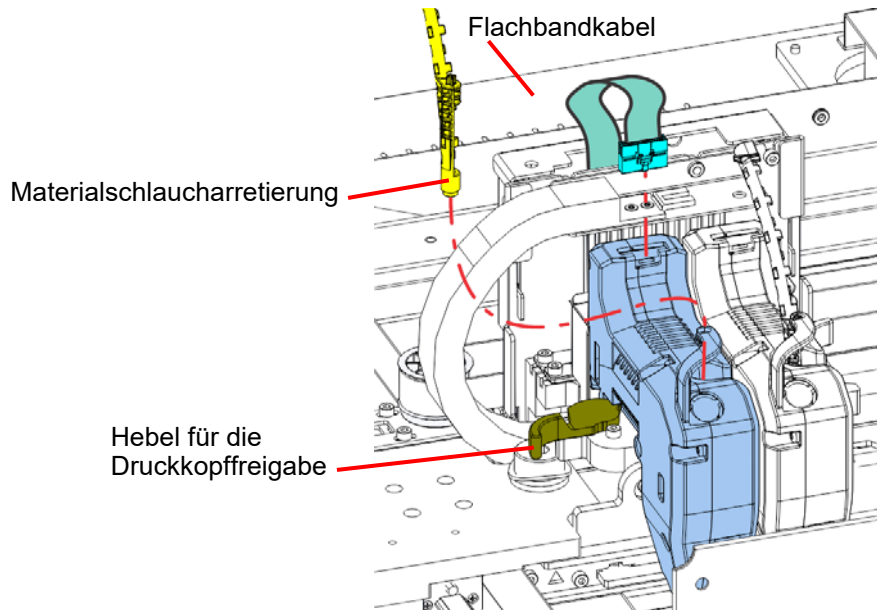 Flachbandkabel
Materialschlaucharretierung
Hebel für die
Druckkopffreigabe